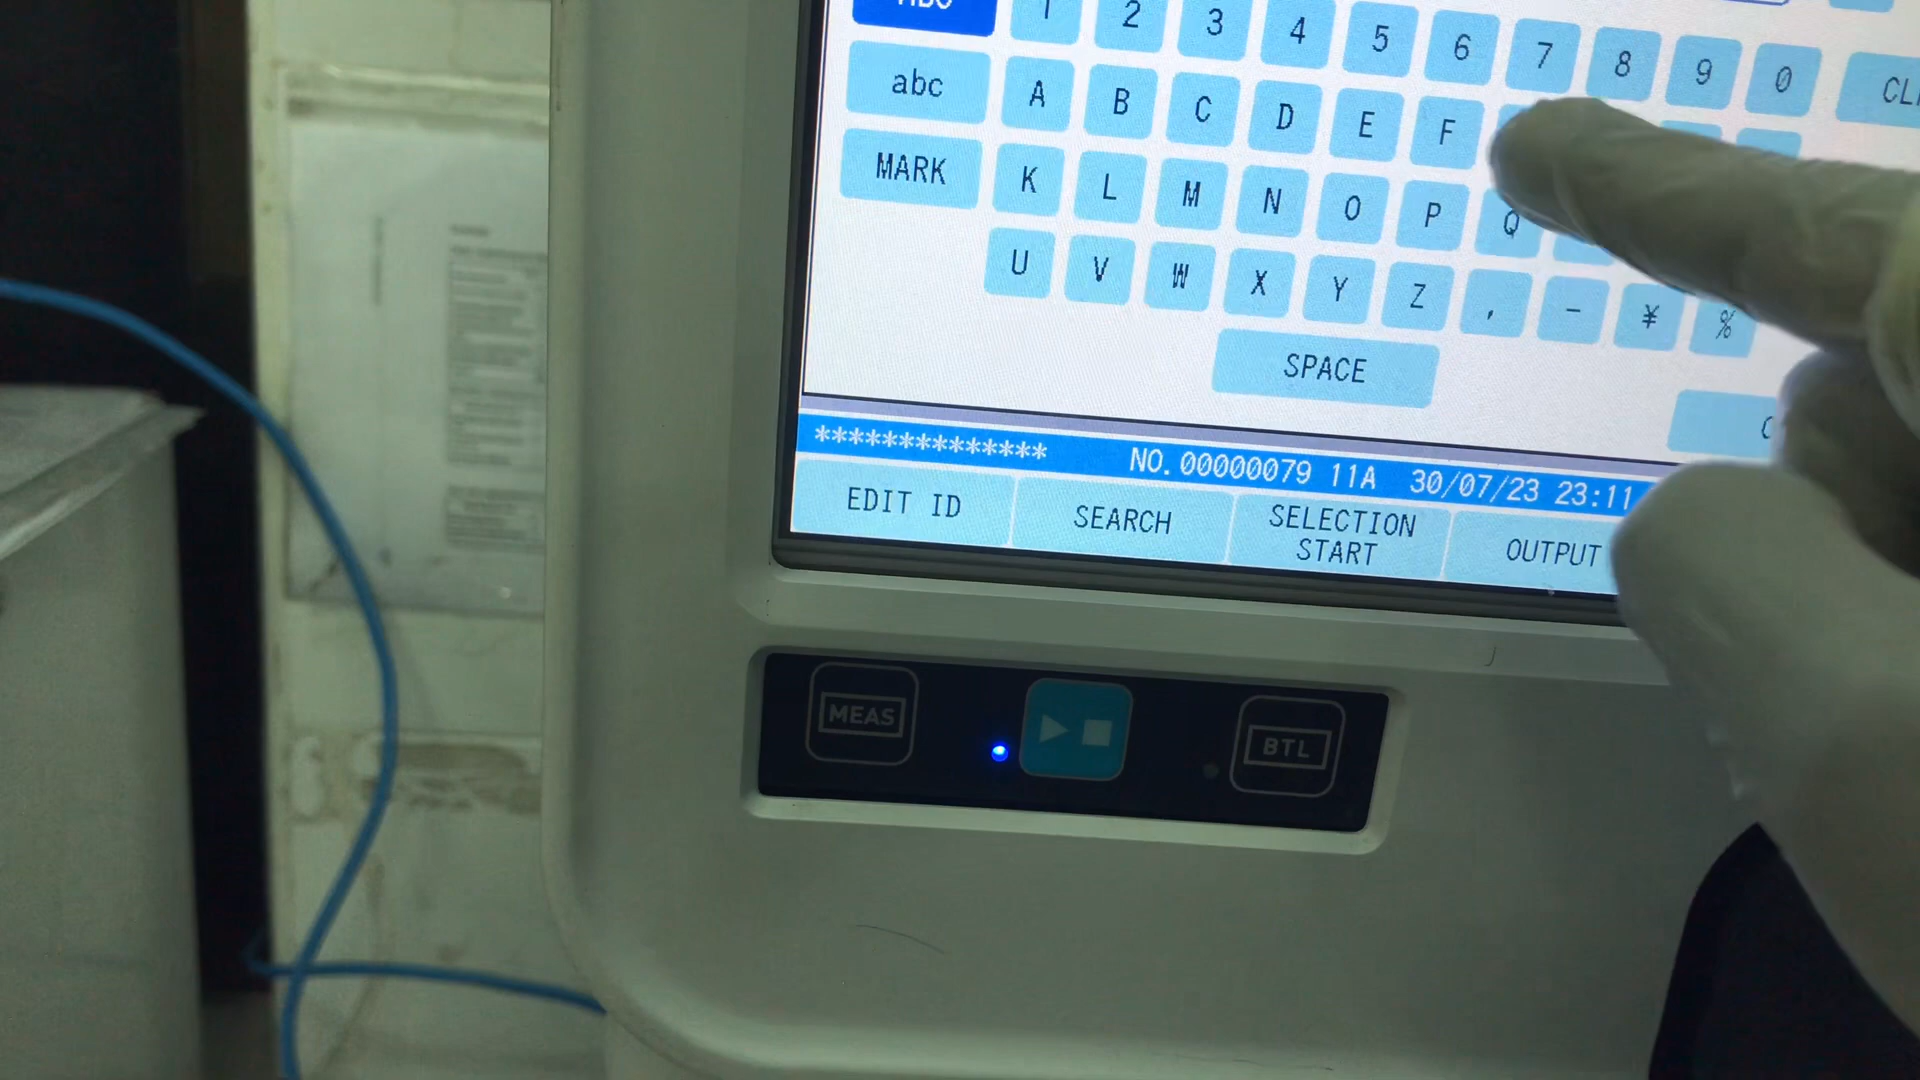 ABC 1 2 3 4 5 6 7 8 9 0
abc A B C D E F
MARK K L M N O P Q
U V W X Y Z , - ¥ %
SPACE
************** NO.00000079 11A 30/07/23 23:11
EDIT ID SEARCH SELECTION START OUTPUT
MEAS BTL